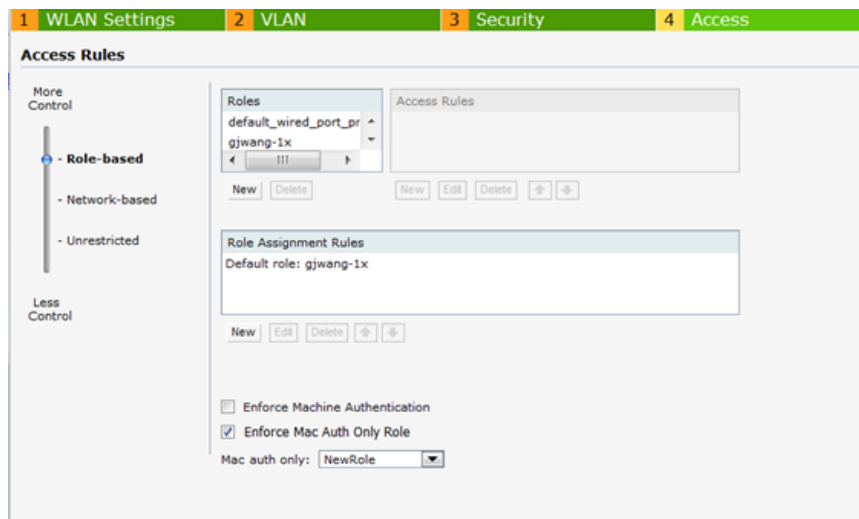 1 WLAN Settings 2 VLAN 3 Security 4 Access
Access Rules
More
Control
- Role-based
- Network-based
- Unrestricted
Less
Control
Roles
default_wired_port_pr
gjwang-1x
New Delete
Access Rules
New Edit Delete
Role Assignment Rules
Default role: gjwang-1x
New Edit Delete
Enforce Machine Authentication
Enforce Mac Auth Only Role
Mac auth only: NewRole